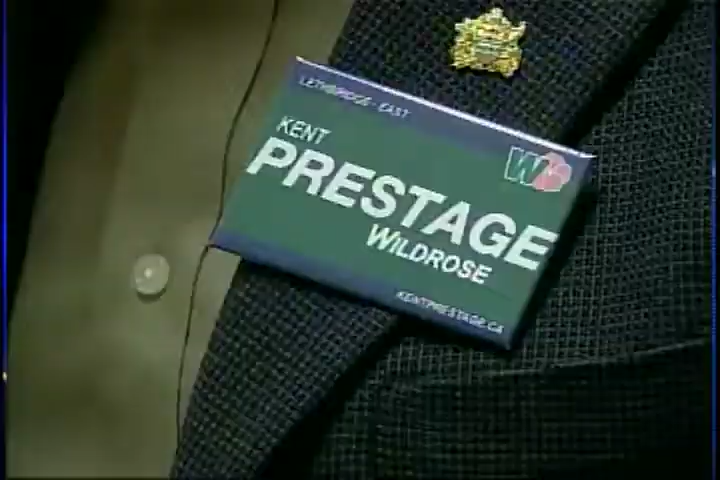 LETHBRIDGE - EAST
KENT
W
PRESTAGE
WILDROSE
KENTPRESTAGE.CA